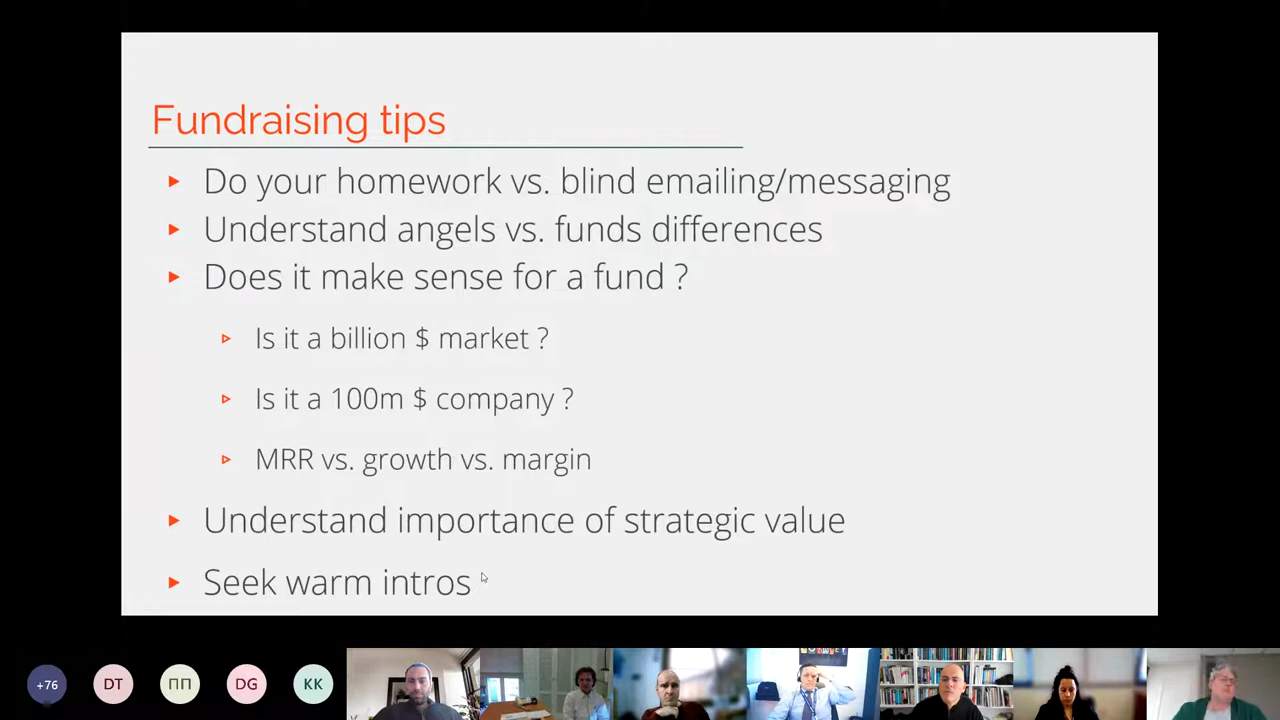 Fundraising tips
Do your homework vs. blind emailing/messaging
Understand angels vs. funds differences
Does it make sense for a fund ?
Is it a billion $ market ?
Is it a 100m $ company ?
MRR vs. growth vs. margin
Understand importance of strategic value
Seek warm intros
+76 DT ΠΠ DG KK